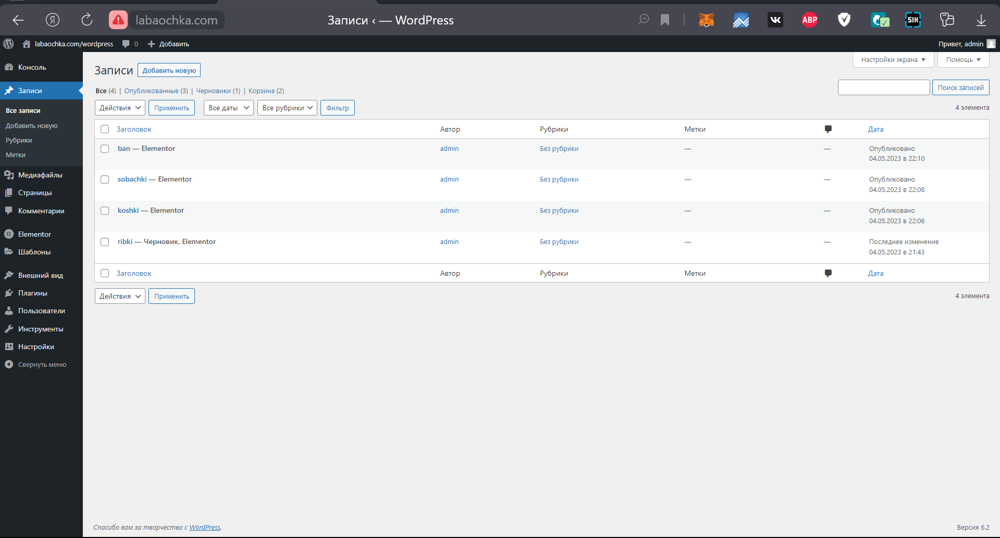 labaochka.com
Записи ‹ — WordPress
ABP
SIH
labaochka.com/wordpress 0 Добавить
Привет, admin
Консоль
Записи
Все записи
Добавить новую
Рубрики
Метки
Медиафайлы
Страницы
Комментарии
Elementor
Шаблоны
Внешний вид
Плагины
Пользователи
Инструменты
Настройки
Свернуть меню
Настройки экрана ▼ Помощь ▼
Записи Добавить новую
Все (4) | Опубликованные (3) | Черновики (1) | Корзина (2)
Поиск записей
Действия Применить Все даты Все рубрики Фильтр
4 элемента
Заголовок Автор Рубрики Метки Дата
ban — Elementor admin Без рубрики — — Опубликовано
04.05.2023 в 22:10
sobachki — Elementor admin Без рубрики — — Опубликовано
04.05.2023 в 22:08
koshki — Elementor admin Без рубрики — — Опубликовано
04.05.2023 в 22:06
ribki — Черновик, Elementor admin Без рубрики — — Последнее изменение
04.05.2023 в 21:43
Заголовок Автор Рубрики Метки Дата
Действия Применить
4 элемента
Спасибо вам за творчество с WordPress.
Версия 6.2